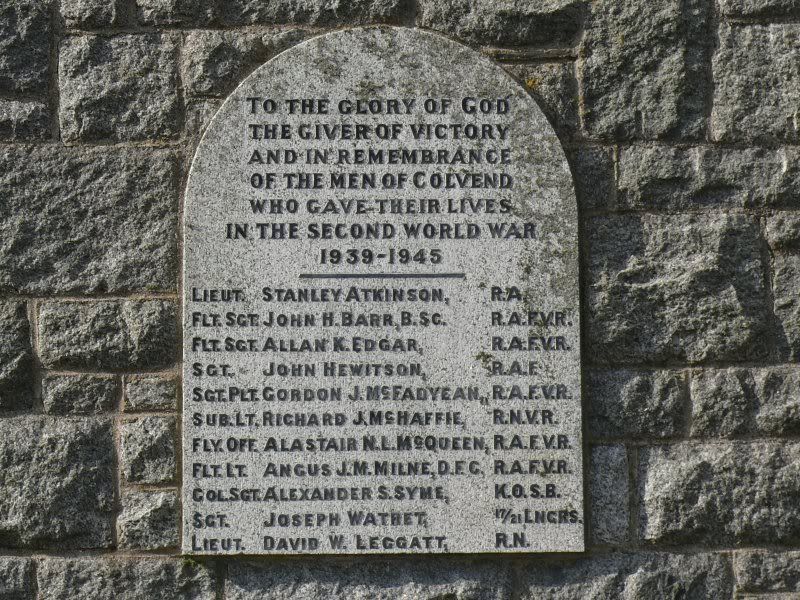 TO THE GLORY OF GOD
THE GIVER OF VICTORY
AND IN REMEMBRANCE
OF THE MEN OF COLVEND
WHO GAVE THEIR LIVES
IN THE SECOND WORLD WAR
1939-1945
LIEUT. STANLEY ATKINSON, R.A.
FLT. SGT. JOHN H. BARR, B.SC. R.A.F.V.R.
FLT. SGT. ALLAN K. EDGAR, R.A.F.V.R.
SGT. JOHN HEWITSON, R.A.F.
SGT. PLT. GORDON J. MCFADYEAN, R.A.F.V.R.
SUB. LT. RICHARD J. MCHAFFIE, R.N.V.R.
FLY. OFF. ALASTAIR N.L. MCQUEEN, R.A.F.V.R.
FLT. LT. ANGUS J.M. MILNE, D.F.C. R.A.F.V.R.
COL. SGT. ALEXANDER S. SYME, K.O.S.B.
SGT. JOSEPH WATRET, 17/21 LNCRS.
LIEUT. DAVID W. LEGGATT, R.N.